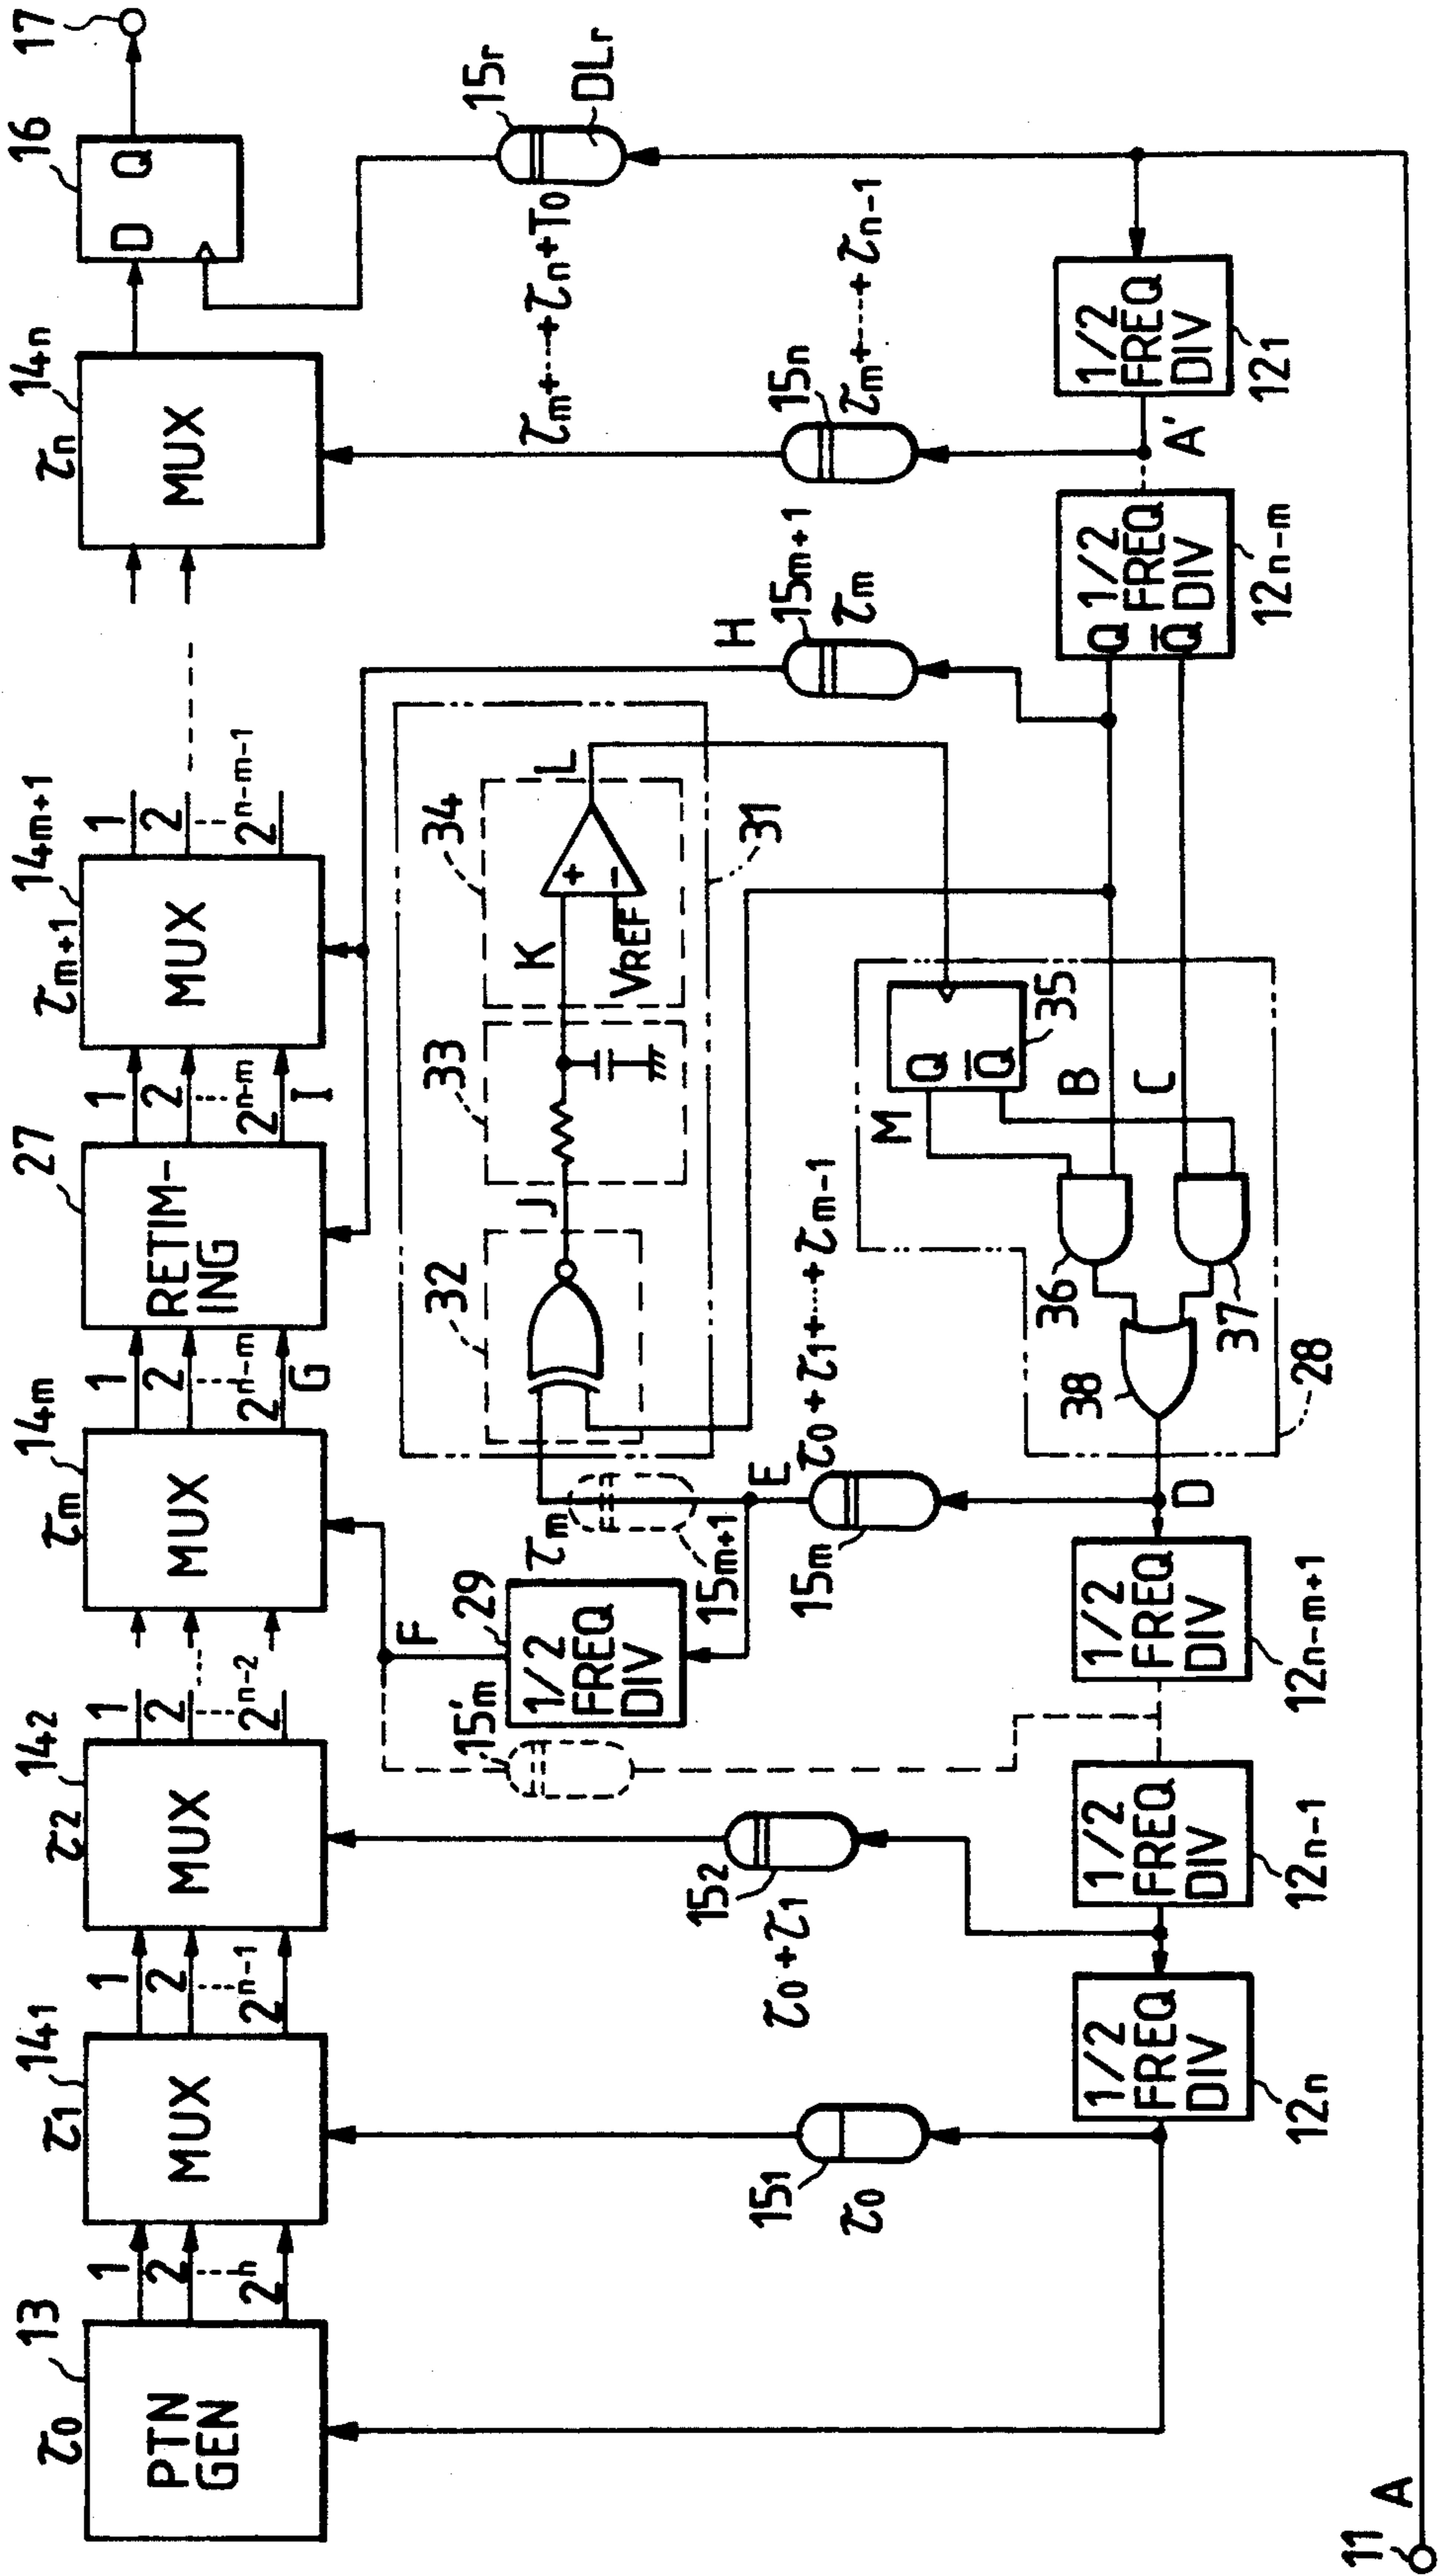 τ0 13
PTN
GEN
1
2
2ⁿ
τ1 14₁
MUX
1
2
2ⁿ⁻¹
τ2 14₂
MUX
1
2
2ⁿ⁻²
τm 14m
MUX
1
2
2ⁿ⁻ᵐ
G
27
RETIM-
ING
1
2
2ⁿ⁻ᵐ
I
τm+1 14m+1
MUX
1
2
2ⁿ⁻ᵐ⁻¹
τn 14n
MUX
16
D Q
17
F
15'm
29
1/2
FREQ
DIV
τm
15m+1
E
32
J
33
K
34
+
−
VREF
L
31
H
15m+1
τm
τm+……+τn+T0
15r
DLr
15n
τm+……+τn-1
15₁
τ0
15₂
τ0+τ1
15m
τ0+τ1+……+τm-1
M
Q
Q̅
35
B
C
36
37
38
28
D
1/2
FREQ
DIV
12n
1/2
FREQ
DIV
12n-1
1/2
FREQ
DIV
12n-m+1
Q 1/2
FREQ
Q̅ DIV
Q
12n-m
A'
1/2
FREQ
DIV
Q
12₁
11
A